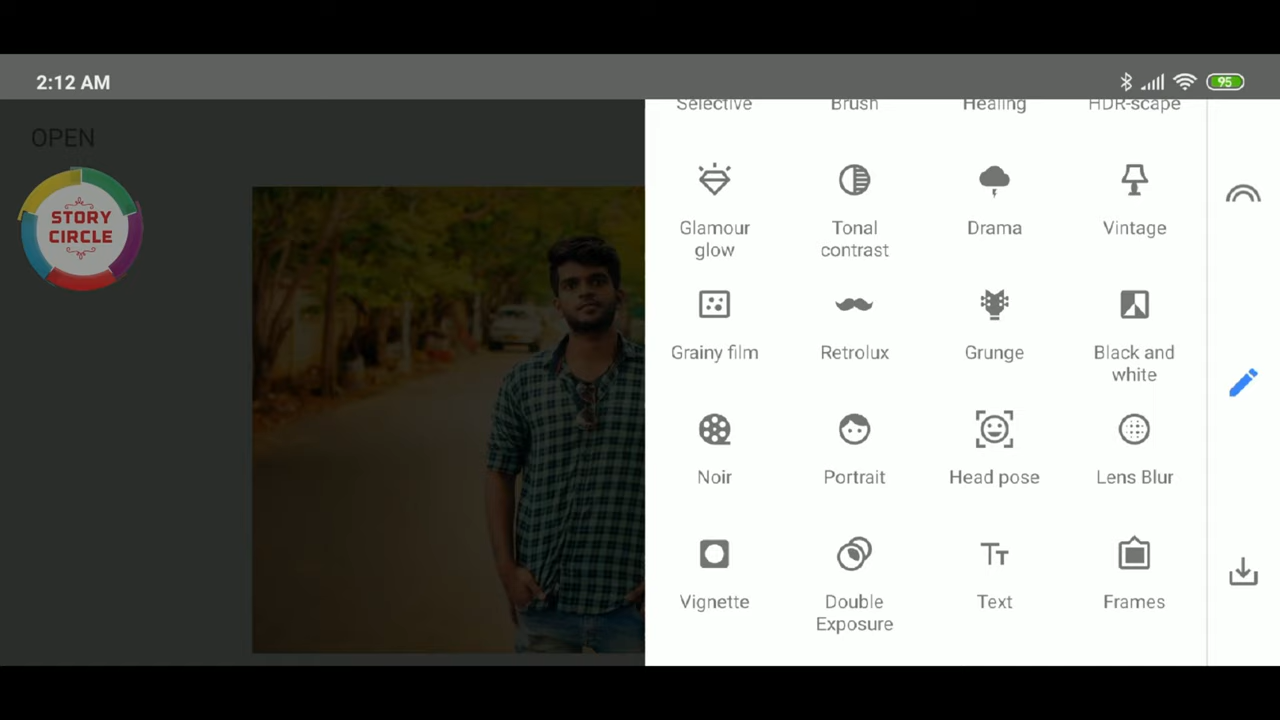 2:12 AM
95
OPEN
STORY
CIRCLE
Selective Brush Healing HDR-scape
Glamour
glow
Tonal
contrast
Drama
Vintage
Grainy film
Retrolux
Grunge
Black and
white
Noir
Portrait
Head pose
Lens Blur
Vignette
Double
Exposure
Text
Frames